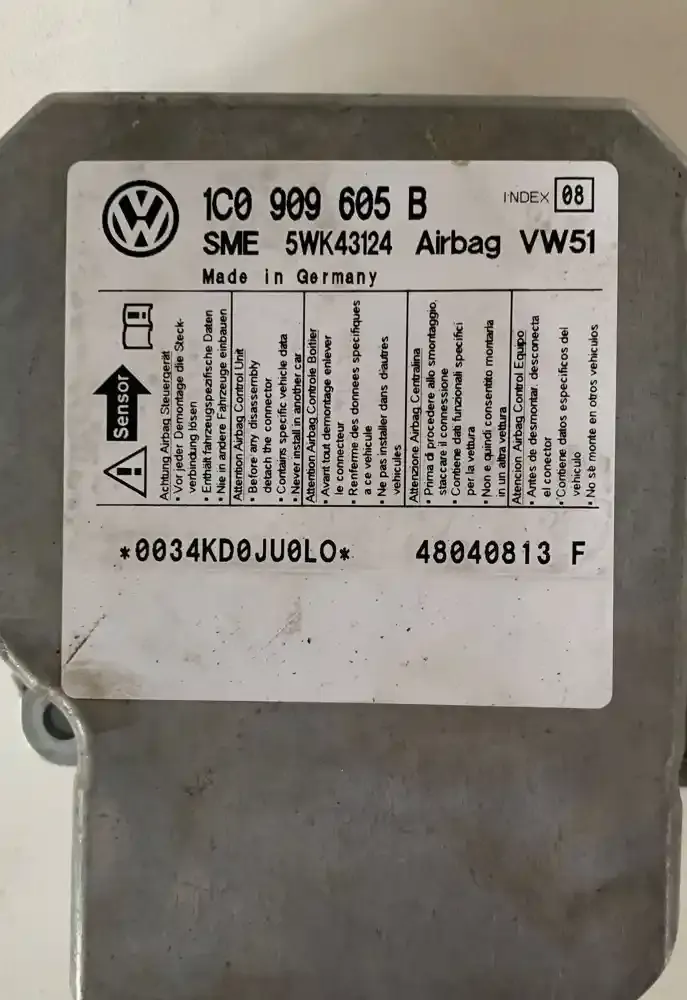 1C0 909 605 B
INDEX 08
SME 5WK43124 Airbag VW51
Made in Germany
Sensor
Achtung Airbag Steuergerät
• Vor jeder Demontage die Steck-
verbindung lösen
• Enthält fahrzeugspezifische Daten
• Nie in andere Fahrzeuge einbauen
Attention Airbag Control Unit
• Before any disassembly
detach the connector
• Contains specific vehicle data
• Never install in another car
Attention Airbag Controle Boitier
• Avant tout demontage enlever
le connecteur
• Renferme des donnees specifiques
a ce vehicule
• Ne pas installer dans d'autres
vehicules
Attenzione Airbag Centralina
• Prima di procedere allo smontaggio,
staccare il connessione
• Contiene dati funzionali specifici
per la vettura
• Non e quindi consentito montarla
in un altra vettura
Atencion Airbag Control Equipo
• Antes de desmontar, desconecta
el conector
• Contiene datos especificos del
vehiculo
• No se monte en otros vehiculos
*0034KD0JU0LO* 48040813 F